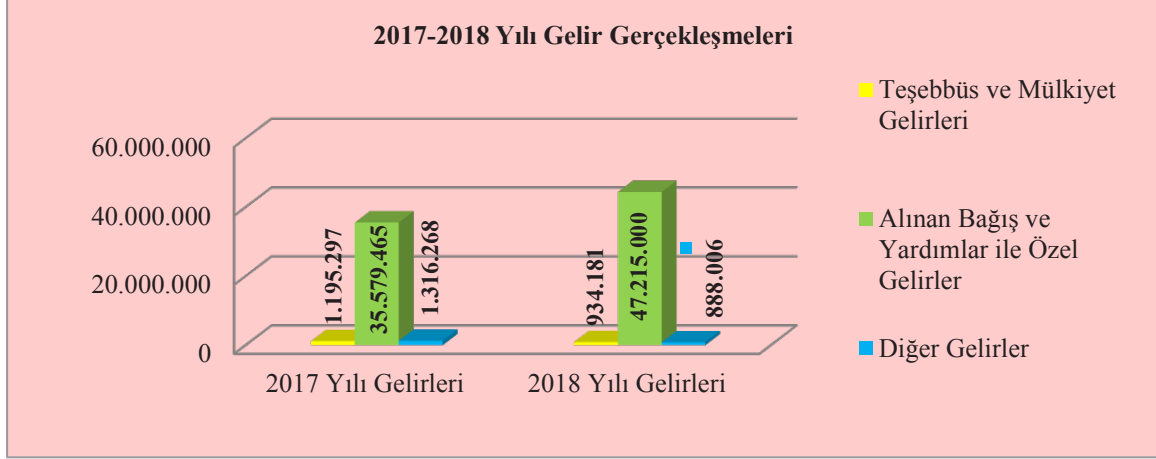 2017-2018 Yılı Gelir Gerçekleşmeleri
60.000.000
40.000.000
20.000.000
0
1.195.297
35.579.465
1.316.268
934.181
47.215.000
888.006
2017 Yılı Gelirleri
2018 Yılı Gelirleri
Teşebbüs ve Mülkiyet
Gelirleri
Alınan Bağış ve
Yardımlar ile Özel
Gelirler
Diğer Gelirler